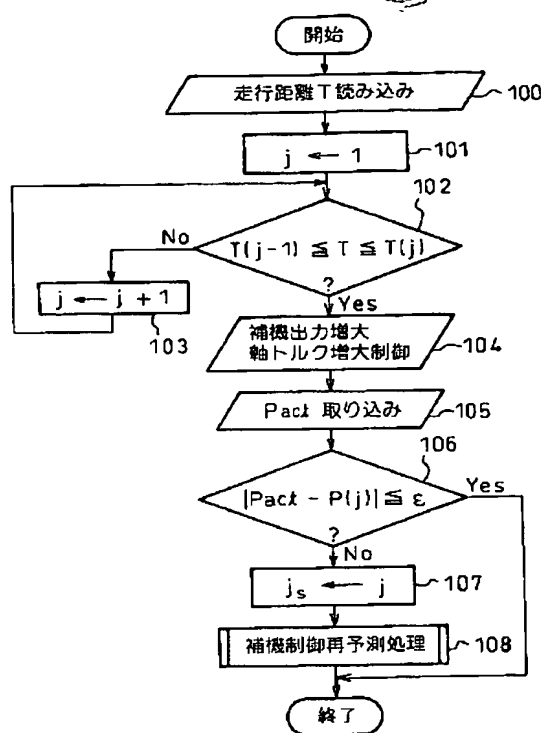 開始
走行距離T読み込み
100
j ← 1
101
102
T(j-1) ≦ T ≦ T(j)
?
No
Yes
j ← j + 1
103
補機出力増大
軸トルク増大制御
104
Pact 取り込み
105
106
|Pact - P(j)| ≦ ε
?
Yes
No
js ← j
107
補機制御再予測処理
108
終了